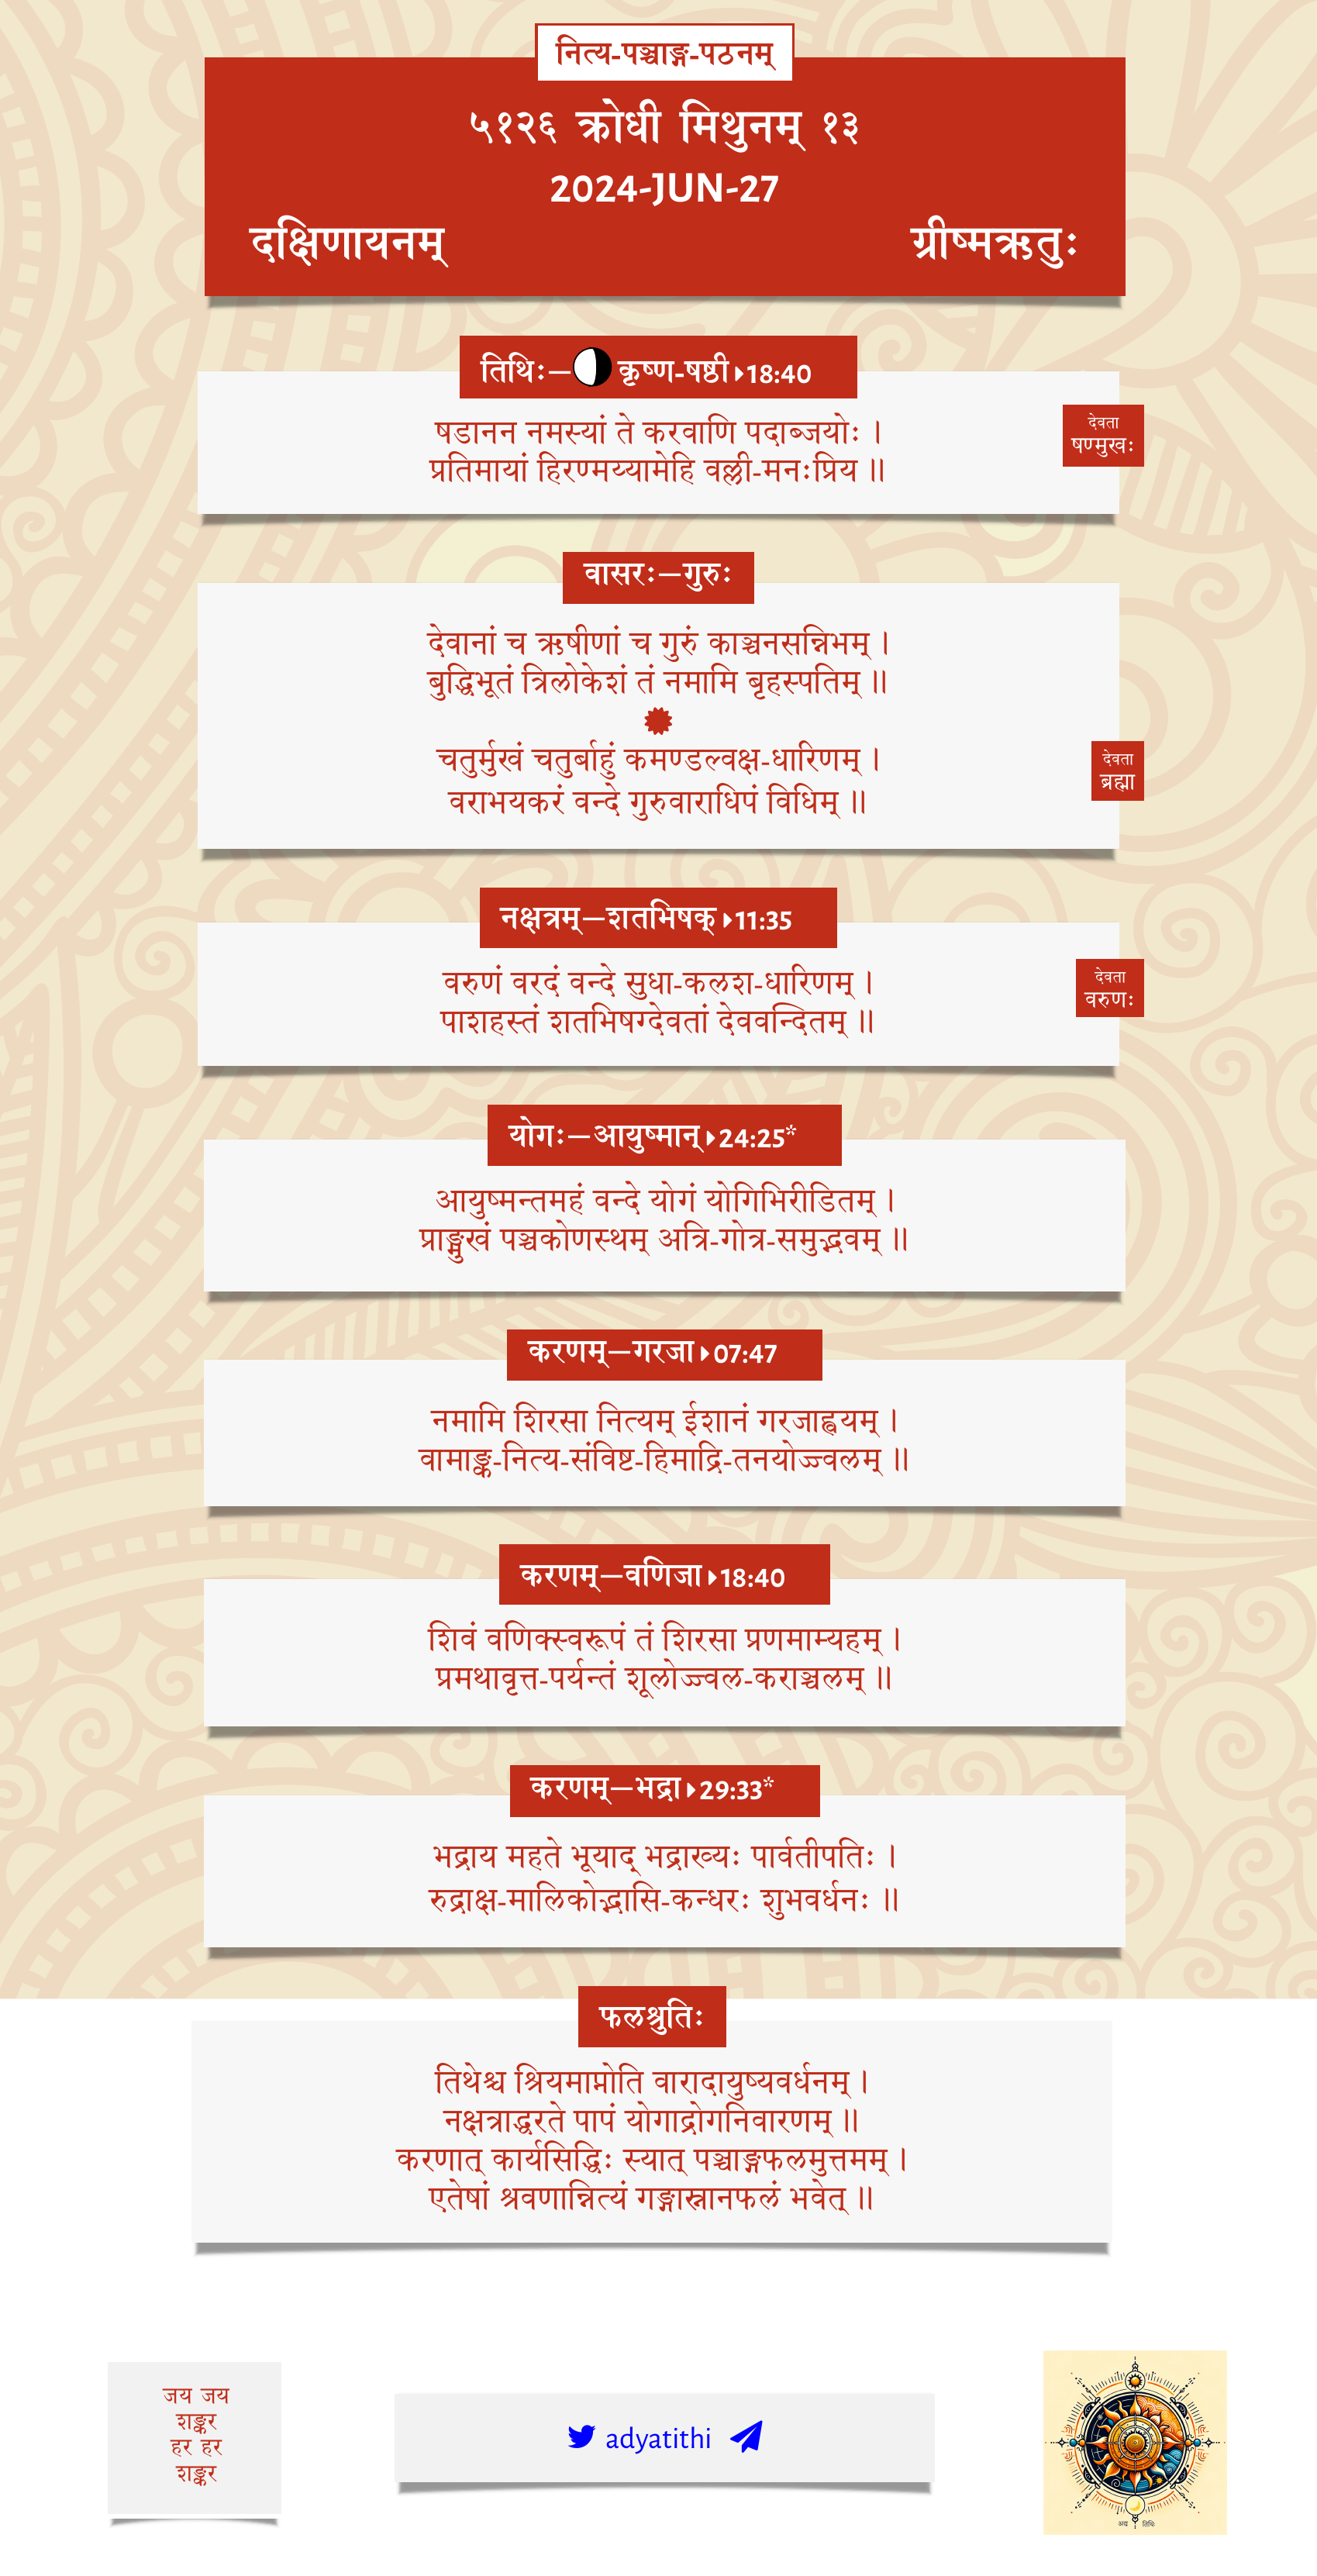 नित्य-पञ्चाङ्ग-पठनम्
५१२६ क्रोधी मिथुनम् १३
2024-JUN-27
दक्षिणायनम् ग्रीष्मऋतुः
तिथिः—कृष्ण-षष्ठी 18:40
षडानन नमस्यां ते करवाणि पदाब्जयोः ।
प्रतिमायां हिरण्मय्यामेहि वल्ली-मनःप्रिय ॥
देवता
षण्मुखः
वासरः—गुरुः
देवानां च ऋषीणां च गुरुं काञ्चनसन्निभम् ।
बुद्धिभूतं त्रिलोकेशं तं नमामि बृहस्पतिम् ॥
चतुर्मुखं चतुर्बाहुं कमण्डल्वक्ष-धारिणम् ।
वराभयकरं वन्दे गुरुवाराधिपं विधिम् ॥
देवता
ब्रह्मा
नक्षत्रम्—शतभिषक् 11:35
वरुणं वरदं वन्दे सुधा-कलश-धारिणम् ।
पाशहस्तं शतभिषग्देवतां देववन्दितम् ॥
देवता
वरुणः
योगः—आयुष्मान् 24:25*
आयुष्मन्तमहं वन्दे योगं योगिभिरीडितम् ।
प्राङ्मुखं पञ्चकोणस्थम् अत्रि-गोत्र-समुद्भवम् ॥
करणम्—गरजा 07:47
नमामि शिरसा नित्यम् ईशानं गरजाह्वयम् ।
वामाङ्क-नित्य-संविष्ट-हिमाद्रि-तनयोज्ज्वलम् ॥
करणम्—वणिजा 18:40
शिवं वणिक्स्वरूपं तं शिरसा प्रणमाम्यहम् ।
प्रमथावृत्त-पर्यन्तं शूलोज्ज्वल-कराञ्चलम् ॥
करणम्—भद्रा 29:33*
भद्राय महते भूयाद् भद्राख्यः पार्वतीपतिः ।
रुद्राक्ष-मालिकोद्भासि-कन्धरः शुभवर्धनः ॥
फलश्रुतिः
तिथेश्च श्रियमाप्नोति वारादायुष्यवर्धनम् ।
नक्षत्राद्धरते पापं योगाद्रोगनिवारणम् ॥
करणात् कार्यसिद्धिः स्यात् पञ्चाङ्गफलमुत्तमम् ।
एतेषां श्रवणान्नित्यं गङ्गास्नानफलं भवेत् ॥
जय जय
शङ्कर
हर हर
शङ्कर
adyatithi
अद्य तिथिः